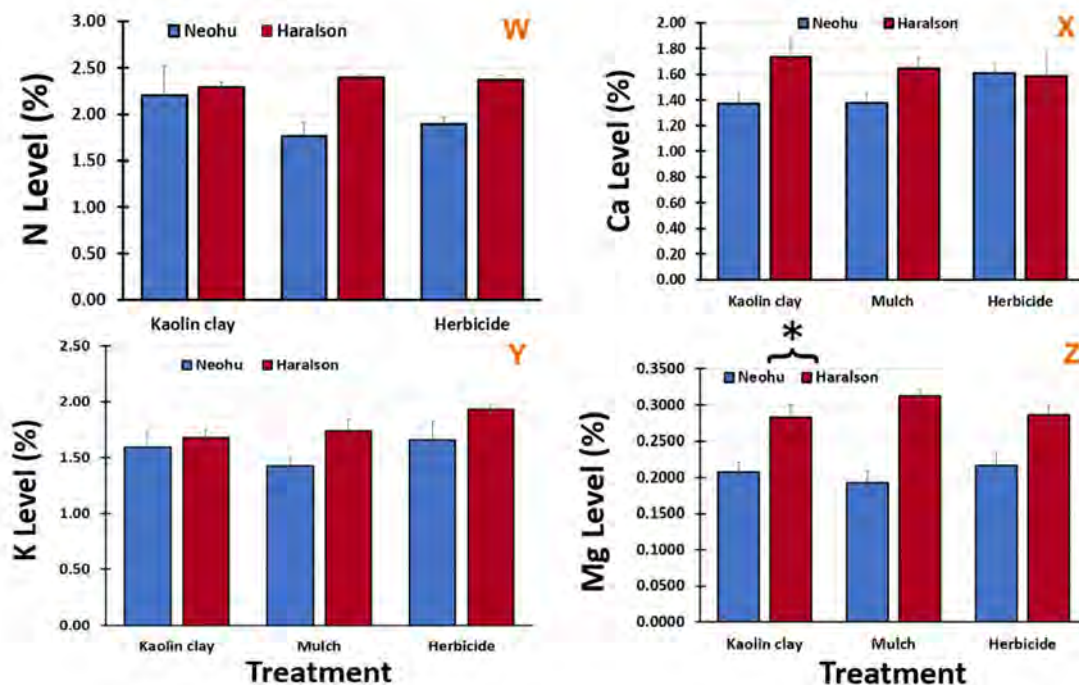 N Level (%)
3.00
2.50
2.00
1.50
1.00
0.50
0.00
Neohu Haralson
W
Kaolin clay Herbicide
Ca Level (%)
2.00
1.80
1.60
1.40
1.20
1.00
0.80
0.60
0.40
0.20
0.00
Neohu Haralson
X
Kaolin clay Mulch Herbicide
K Level (%)
2.50
2.00
1.50
1.00
0.50
0.00
Neohu Haralson
Y
Kaolin clay Mulch Herbicide
Treatment
*
Mg Level (%)
0.3500
0.3000
0.2500
0.2000
0.1500
0.1000
0.0500
0.0000
Neohu Haralson
Z
Kaolin clay Mulch Herbicide
Treatment